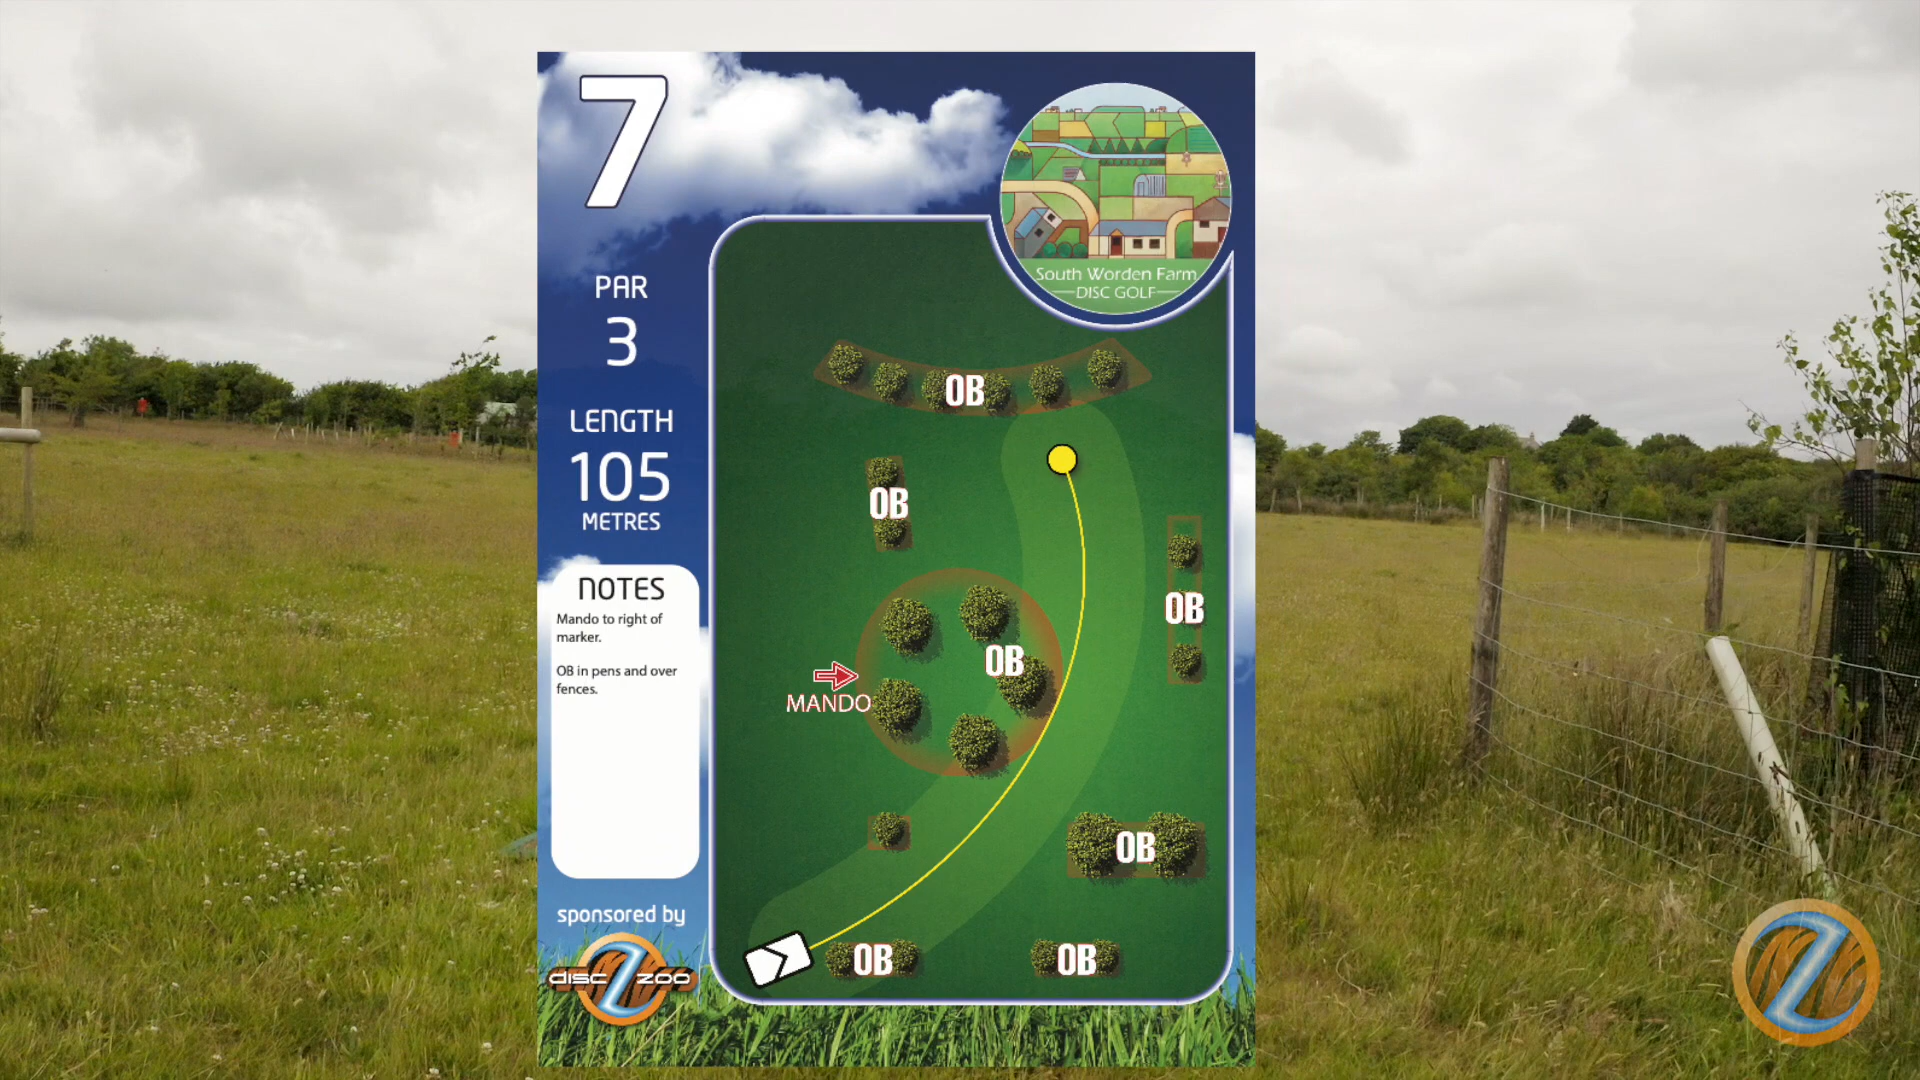 7
PAR
3
LENGTH
105
METRES
NOTES
Mando to right of
marker.
OB in pens and over
fences.
sponsored by
disc Z zoo
South Worden Farm
DISC GOLF
OB
OB
OB
OB
MANDO
OB
OB
OB
Z